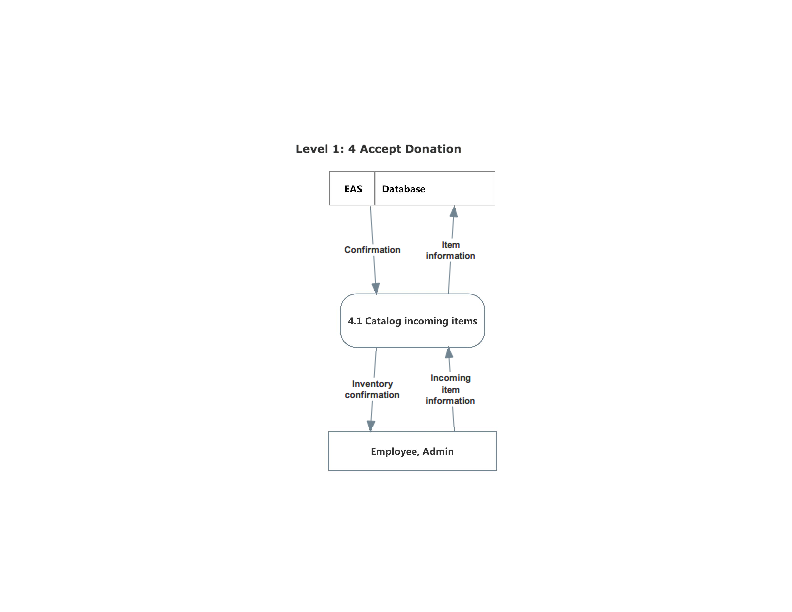 Level 1: 4 Accept Donation
EAS Database
Confirmation
Item
information
4.1 Catalog incoming items
Inventory
confirmation
Incoming
item
information
Employee, Admin